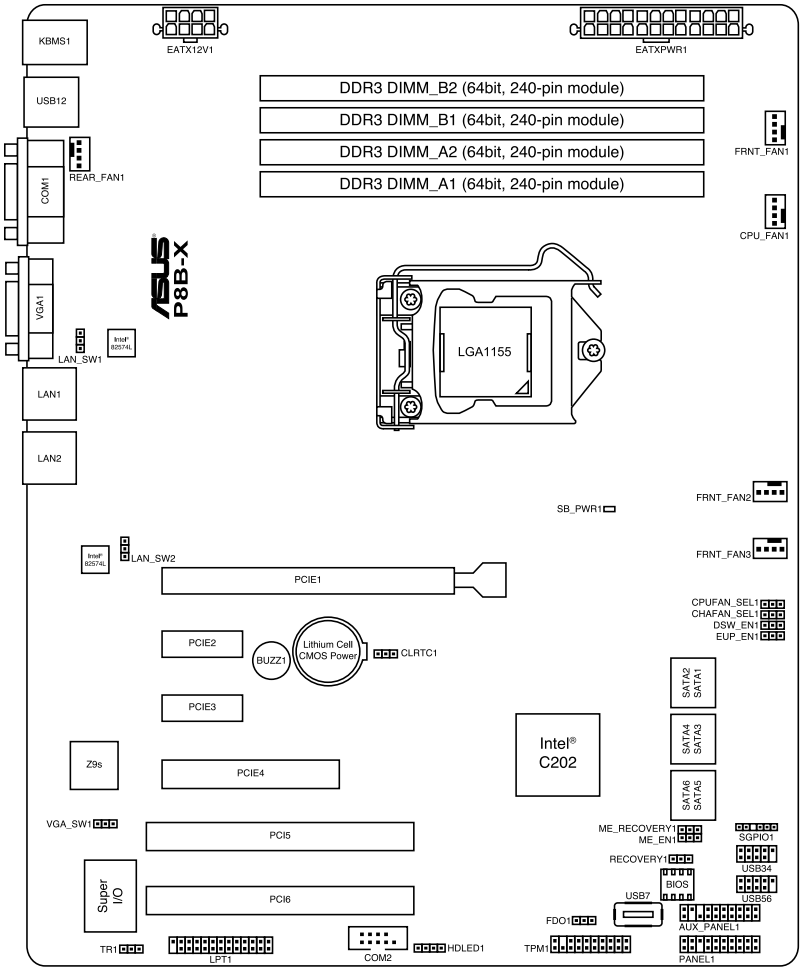 KBMS1
EATX12V1
EATXPWR1
USB12
DDR3 DIMM_B2 (64bit, 240-pin module)
DDR3 DIMM_B1 (64bit, 240-pin module)
DDR3 DIMM_A2 (64bit, 240-pin module)
DDR3 DIMM_A1 (64bit, 240-pin module)
FRNT_FAN1
REAR_FAN1
COM1
CPU_FAN1
ASUS®
P8B-X
VGA1
LAN_SW1
Intel®
82574L
LGA1155
LAN1
LAN2
FRNT_FAN2
SB_PWR1
FRNT_FAN3
Intel®
82574L
LAN_SW2
PCIE1
CPUFAN_SEL1
CHAFAN_SEL1
DSW_EN1
EUP_EN1
PCIE2
BUZZ1
Lithium Cell
CMOS Power
CLRTC1
SATA2
SATA1
PCIE3
SATA4
SATA3
Intel®
C202
Z9s
PCIE4
SATA6
SATA5
VGA_SW1
PCI5
ME_RECOVERY1
ME_EN1
SGPIO1
RECOVERY1
USB34
Super
I/O
PCI6
BIOS
USB7
USB56
FDO1
AUX_PANEL1
TR1
LPT1
COM2
HDLED1
TPM1
PANEL1